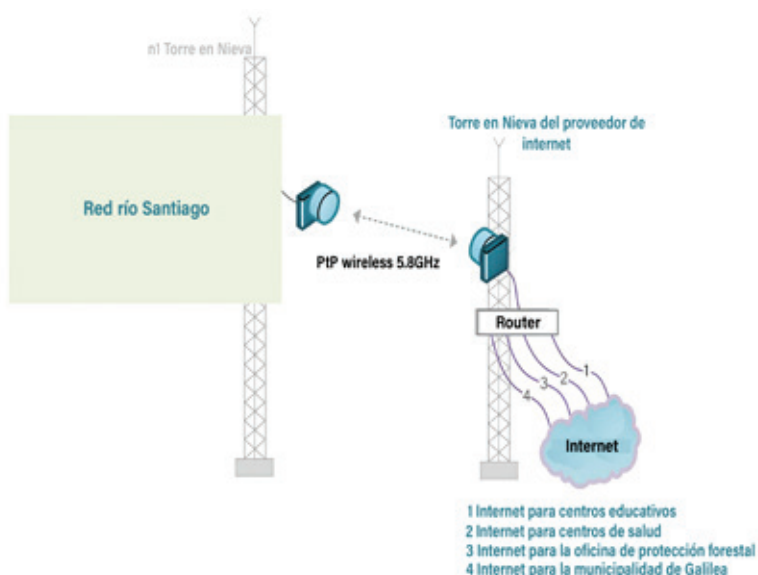 n1 Torre en Nieva
Torre en Nieva del proveedor de
internet
Red río Santiago
PtP wireless 5.8GHz
Router
1
2
3
4
Internet
1 Internet para centros educativos
2 Internet para centros de salud
3 Internet para la oficina de protección forestal
4 Internet para la municipalidad de Galilea